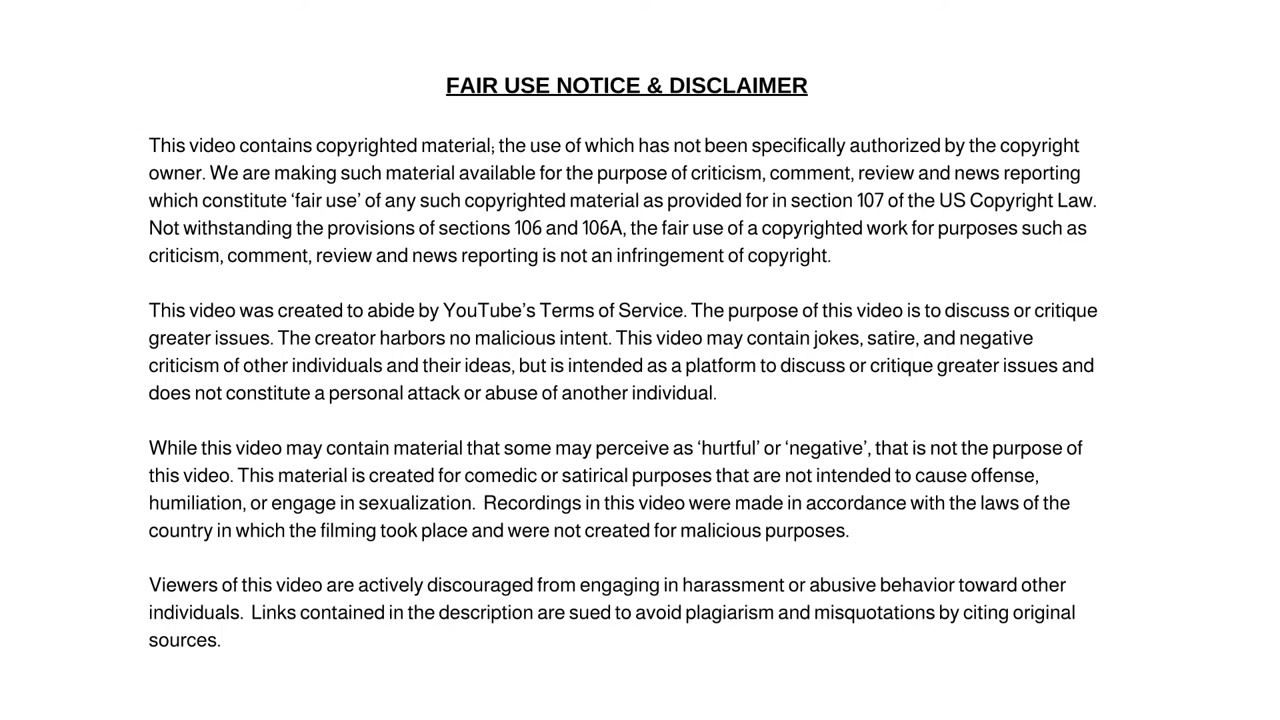 FAIR USE NOTICE & DISCLAIMER
This video contains copyrighted material; the use of which has not been specifically authorized by the copyright
owner. We are making such material available for the purpose of criticism, comment, review and news reporting
which constitute ‘fair use’ of any such copyrighted material as provided for in section 107 of the US Copyright Law.
Not withstanding the provisions of sections 106 and 106A, the fair use of a copyrighted work for purposes such as
criticism, comment, review and news reporting is not an infringement of copyright.
This video was created to abide by YouTube’s Terms of Service. The purpose of this video is to discuss or critique
greater issues. The creator harbors no malicious intent. This video may contain jokes, satire, and negative
criticism of other individuals and their ideas, but is intended as a platform to discuss or critique greater issues and
does not constitute a personal attack or abuse of another individual.
While this video may contain material that some may perceive as ‘hurtful’ or ‘negative’, that is not the purpose of
this video. This material is created for comedic or satirical purposes that are not intended to cause offense,
humiliation, or engage in sexualization.  Recordings in this video were made in accordance with the laws of the
country in which the filming took place and were not created for malicious purposes.
Viewers of this video are actively discouraged from engaging in harassment or abusive behavior toward other
individuals.  Links contained in the description are sued to avoid plagiarism and misquotations by citing original
sources.